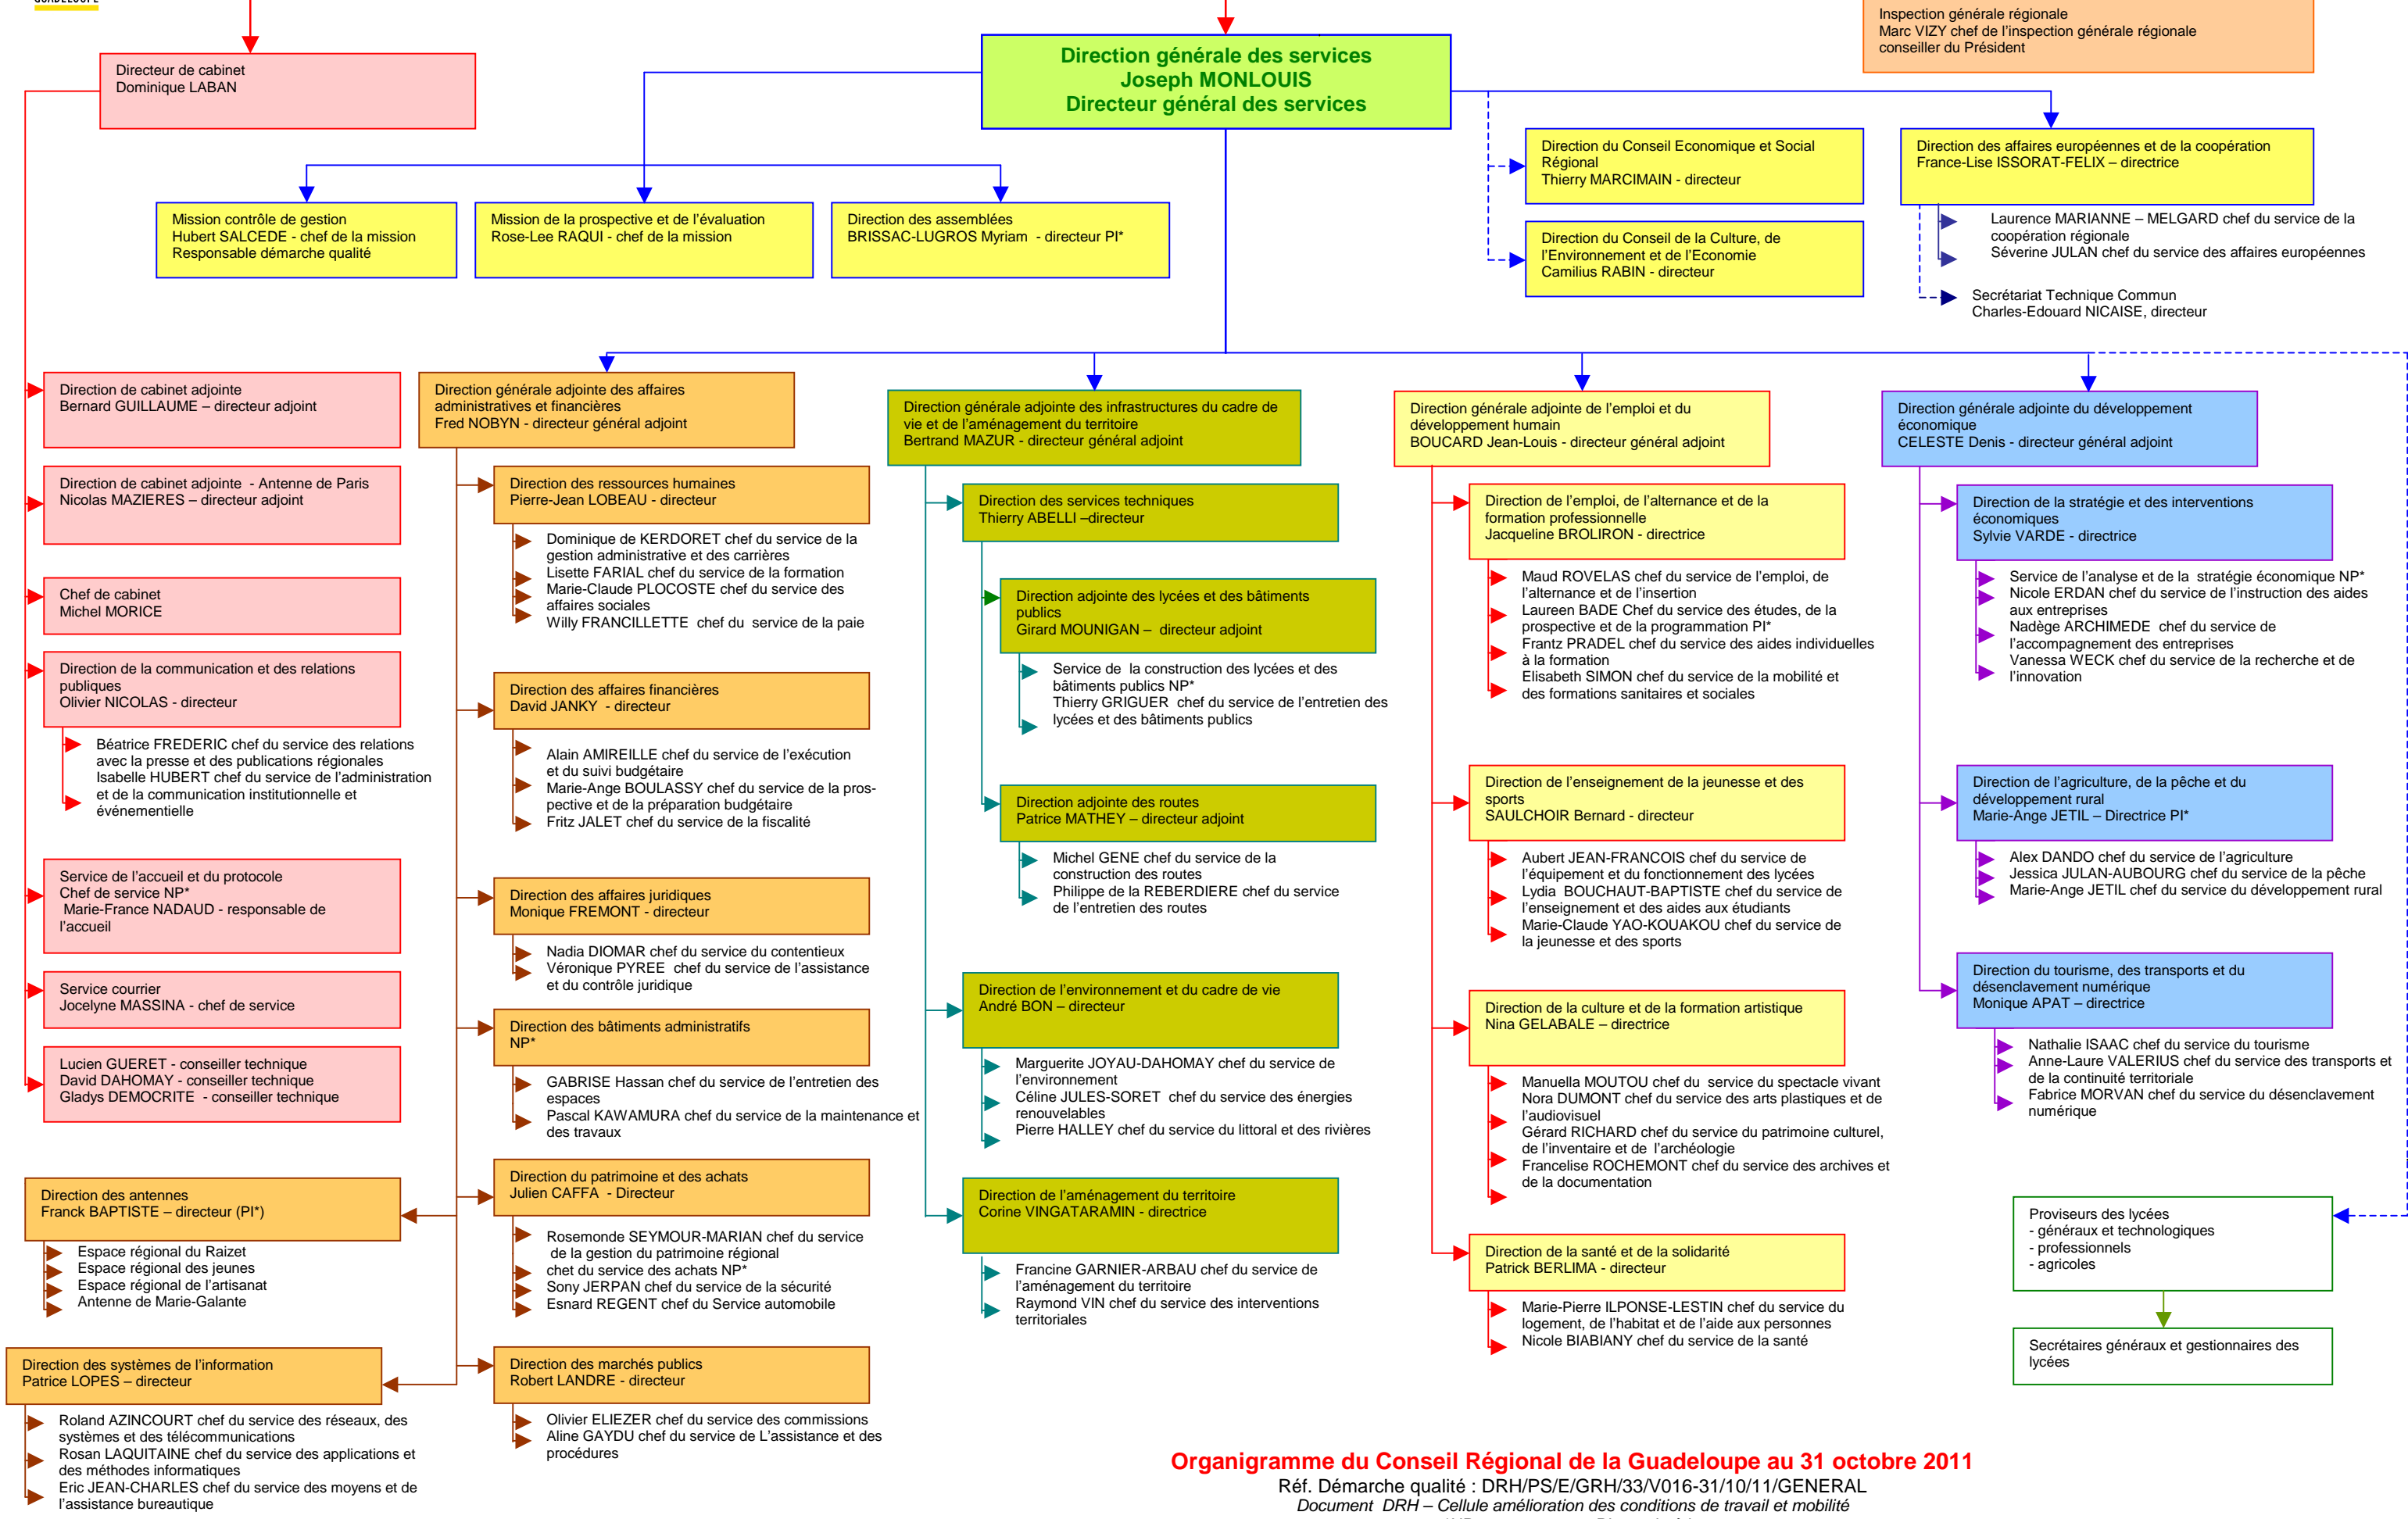 Inspection générale régionale
Marc VIZY chef de l'inspection générale régionale
conseiller du Président
Directeur de cabinet
Dominique LABAN
Direction générale des services
Joseph MONLOUIS
Directeur général des services
Mission contrôle de gestion
Hubert SALCEDE - chef de la mission
Responsable démarche qualité
Mission de la prospective et de l'évaluation
Rose-Lee RAQUI - chef de la mission
Direction des assemblées
BRISSAC-LUGROS Myriam - directeur PI*
Direction du Conseil Economique et Social
Régional
Thierry MARCIMAIN - directeur
Direction du Conseil de la Culture, de
l'Environnement et de l'Economie
Camilius RABIN - directeur
Direction des affaires européennes et de la coopération
France-Lise ISSORAT-FELIX – directrice
Laurence MARIANNE – MELGARD chef du service de la
coopération régionale
Séverine JULAN chef du service des affaires européennes
Secrétariat Technique Commun
Charles-Edouard NICAISE, directeur
Direction de cabinet adjointe
Bernard GUILLAUME – directeur adjoint
Direction de cabinet adjointe - Antenne de Paris
Nicolas MAZIERES – directeur adjoint
Chef de cabinet
Michel MORICE
Direction de la communication et des relations
publiques
Olivier NICOLAS - directeur
Béatrice FREDERIC chef du service des relations
avec la presse et des publications régionales
Isabelle HUBERT chef du service de l'administration
et de la communication institutionnelle et
événementielle
Service de l'accueil et du protocole
Chef de service NP*
Marie-France NADAUD - responsable de
l'accueil
Service courrier
Jocelyne MASSINA - chef de service
Lucien GUERET - conseiller technique
David DAHOMAY - conseiller technique
Gladys DEMOCRITE - conseiller technique
Direction des antennes
Franck BAPTISTE – directeur (PI*)
Espace régional du Raizet
Espace régional des jeunes
Espace régional de l'artisanat
Antenne de Marie-Galante
Direction des systèmes de l'information
Patrice LOPES – directeur
Roland AZINCOURT chef du service des réseaux, des
systèmes et des télécommunications
Rosan LAQUITAINE chef du service des applications et
des méthodes informatiques
Eric JEAN-CHARLES chef du service des moyens et de
l'assistance bureautique
Direction générale adjointe des affaires
administratives et financières
Fred NOBYN - directeur général adjoint
Direction des ressources humaines
Pierre-Jean LOBEAU - directeur
Dominique de KERDORET chef du service de la
gestion administrative et des carrières
Lisette FARIAL chef du service de la formation
Marie-Claude PLOCOSTE chef du service des
affaires sociales
Willy FRANCILLETTE chef du service de la paie
Direction des affaires financières
David JANKY - directeur
Alain AMIREILLE chef du service de l'exécution
et du suivi budgétaire
Marie-Ange BOULASSY chef du service de la pros-
pective et de la préparation budgétaire
Fritz JALET chef du service de la fiscalité
Direction des affaires juridiques
Monique FREMONT - directeur
Nadia DIOMAR chef du service du contentieux
Véronique PYREE chef du service de l'assistance
et du contrôle juridique
Direction des bâtiments administratifs
NP*
GABRISE Hassan chef du service de l'entretien des
espaces
Pascal KAWAMURA chef du service de la maintenance et
des travaux
Direction du patrimoine et des achats
Julien CAFFA - Directeur
Rosemonde SEYMOUR-MARIAN chef du service
de la gestion du patrimoine régional
chet du service des achats NP*
Sony JERPAN chef du service de la sécurité
Esnard REGENT chef du Service automobile
Direction des marchés publics
Robert LANDRE - directeur
Olivier ELIEZER chef du service des commissions
Aline GAYDU chef du service de L'assistance et des
procédures
Direction générale adjointe des infrastructures du cadre de
vie et de l'aménagement du territoire
Bertrand MAZUR - directeur général adjoint
Direction des services techniques
Thierry ABELLI –directeur
Direction adjointe des lycées et des bâtiments
publics
Girard MOUNIGAN – directeur adjoint
Service de la construction des lycées et des
bâtiments publics NP*
Thierry GRIGUER chef du service de l'entretien des
lycées et des bâtiments publics
Direction adjointe des routes
Patrice MATHEY – directeur adjoint
Michel GENE chef du service de la
construction des routes
Philippe de la REBERDIERE chef du service
de l'entretien des routes
Direction de l'environnement et du cadre de vie
André BON – directeur
Marguerite JOYAU-DAHOMAY chef du service de
l'environnement
Céline JULES-SORET chef du service des énergies
renouvelables
Pierre HALLEY chef du service du littoral et des rivières
Direction de l'aménagement du territoire
Corine VINGATARAMIN - directrice
Francine GARNIER-ARBAU chef du service de
l'aménagement du territoire
Raymond VIN chef du service des interventions
territoriales
Direction générale adjointe de l'emploi et du
développement humain
BOUCARD Jean-Louis - directeur général adjoint
Direction de l'emploi, de l'alternance et de la
formation professionnelle
Jacqueline BROLIRON - directrice
Maud ROVELAS chef du service de l'emploi, de
l'alternance et de l'insertion
Laureen BADE Chef du service des études, de la
prospective et de la programmation PI*
Frantz PRADEL chef du service des aides individuelles
à la formation
Elisabeth SIMON chef du service de la mobilité et
des formations sanitaires et sociales
Direction de l'enseignement de la jeunesse et des
sports
SAULCHOIR Bernard - directeur
Aubert JEAN-FRANCOIS chef du service de
l'équipement et du fonctionnement des lycées
Lydia BOUCHAUT-BAPTISTE chef du service de
l'enseignement et des aides aux étudiants
Marie-Claude YAO-KOUAKOU chef du service de
la jeunesse et des sports
Direction de la culture et de la formation artistique
Nina GELABALE – directrice
Manuella MOUTOU chef du service du spectacle vivant
Nora DUMONT chef du service des arts plastiques et de
l'audiovisuel
Gérard RICHARD chef du service du patrimoine culturel,
de l'inventaire et de l'archéologie
Francelise ROCHEMONT chef du service des archives et
de la documentation
Direction de la santé et de la solidarité
Patrick BERLIMA - directeur
Marie-Pierre ILPONSE-LESTIN chef du service du
logement, de l'habitat et de l'aide aux personnes
Nicole BIABIANY chef du service de la santé
Direction générale adjointe du développement
économique
CELESTE Denis - directeur général adjoint
Direction de la stratégie et des interventions
économiques
Sylvie VARDE - directrice
Service de l'analyse et de la stratégie économique NP*
Nicole ERDAN chef du service de l'instruction des aides
aux entreprises
Nadège ARCHIMEDE chef du service de
l'accompagnement des entreprises
Vanessa WECK chef du service de la recherche et de
l'innovation
Direction de l'agriculture, de la pêche et du
développement rural
Marie-Ange JETIL – Directrice PI*
Alex DANDO chef du service de l'agriculture
Jessica JULAN-AUBOURG chef du service de la pêche
Marie-Ange JETIL chef du service du développement rural
Direction du tourisme, des transports et du
désenclavement numérique
Monique APAT – directrice
Nathalie ISAAC chef du service du tourisme
Anne-Laure VALERIUS chef du service des transports et
de la continuité territoriale
Fabrice MORVAN chef du service du désenclavement
numérique
Proviseurs des lycées
- généraux et technologiques
- professionnels
- agricoles
Secrétaires généraux et gestionnaires des
lycées
Organigramme du Conseil Régional de la Guadeloupe au 31 octobre 2011
Réf. Démarche qualité : DRH/PS/E/GRH/33/V016-31/10/11/GENERAL
Document DRH – Cellule amélioration des conditions de travail et mobilité